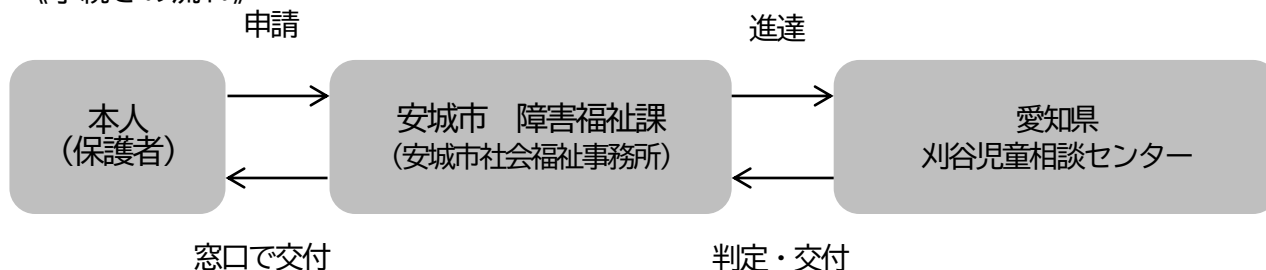 申請
進達
本人
（保護者）
安城市　障害福祉課
（安城市社会福祉事務所）
愛知県
刈谷児童相談センター
窓口で交付
判定・交付